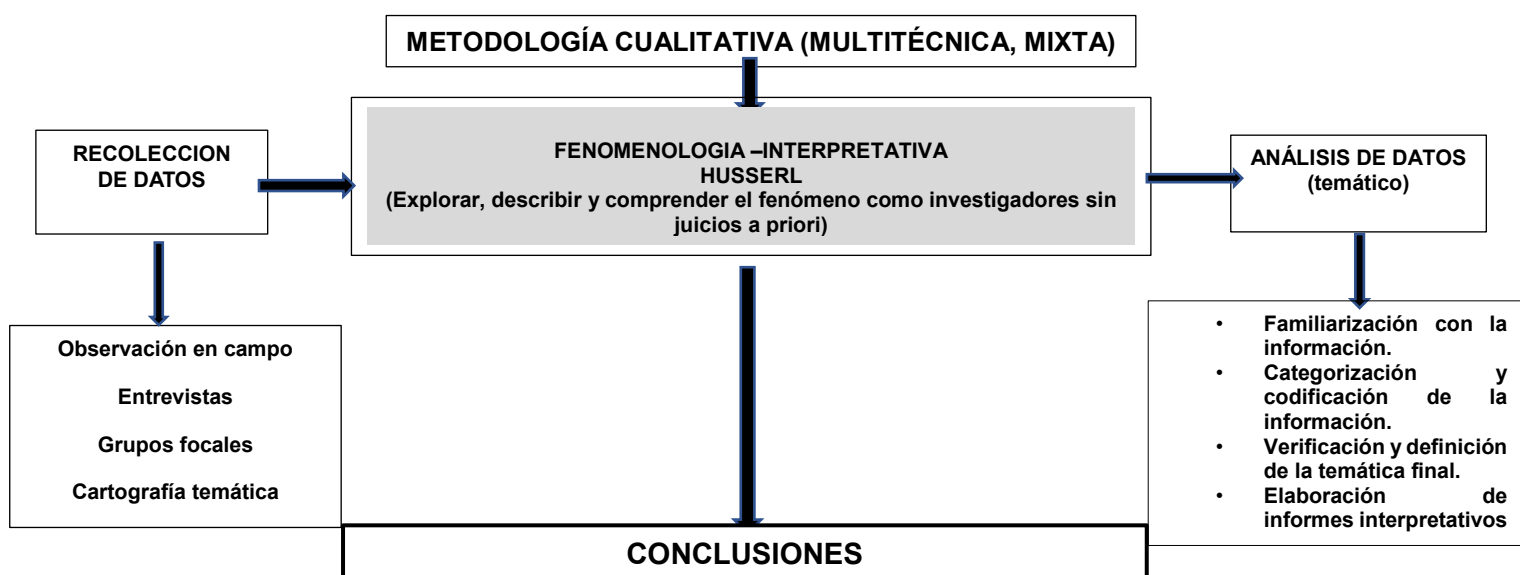 METODOLOGÍA CUALITATIVA (MULTITÉCNICA, MIXTA)
RECOLECCION
DE DATOS
FENOMENOLOGIA –INTERPRETATIVA
HUSSERL
(Explorar, describir y comprender el fenómeno como investigadores sin
juicios a priori)
ANÁLISIS DE DATOS
(temático)
Observación en campo
Entrevistas
Grupos focales
Cartografía temática
• Familiarización con la
información.
• Categorización y
codificación de la
información.
• Verificación y definición
de la temática final.
• Elaboración de
informes interpretativos
CONCLUSIONES